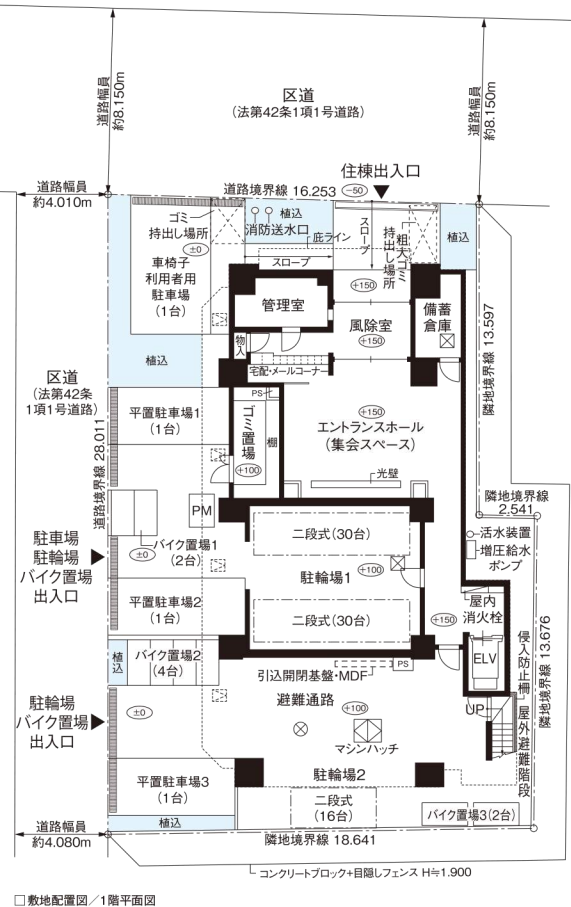 道路幅員
約8.150m
区道
(法第42条1項1号道路)
道路幅員
約8.150m
道路幅員
約4.010m
道路境界線 16.253
-50
住棟出入口
ゴミ
持出し場所
±0
植込
消防送水口
庇ライン
スロープ
スロープ
粗大ゴミ
持出し場所
植込
車椅子
利用者用
駐車場
(1台)
管理室
+150
風除室
+150
備蓄
倉庫
物入
宅配・メールコーナー
隣地境界線 13.597
植込
区道
(法第42条
1項1号道路)
道路境界線 28.011
平置駐車場1
(1台)
PS
ゴミ置場
棚
+100
+150
エントランスホール
(集会スペース)
光壁
隣地境界線
2.541
PM
バイク置場1
(2台)
±0
駐車場
駐輪場
バイク置場
出入口
二段式(30台)
駐輪場1
+100
二段式(30台)
活水装置
増圧給水
ポンプ
平置駐車場2
(1台)
屋内
消火栓
+150
ELV
侵入防止柵
隣地境界線 13.676
植込
バイク置場2
(4台)
引込開閉基盤・MDF
PS
避難通路
+100
UP
屋外避難階段
駐輪場
バイク置場
出入口
±0
マシンハッチ
平置駐車場3
(1台)
駐輪場2
二段式
(16台)
バイク置場3(2台)
植込
道路幅員
約4.080m
隣地境界線 18.641
コンクリートブロック+目隠しフェンス H≒1.900
□敷地配置図／1階平面図